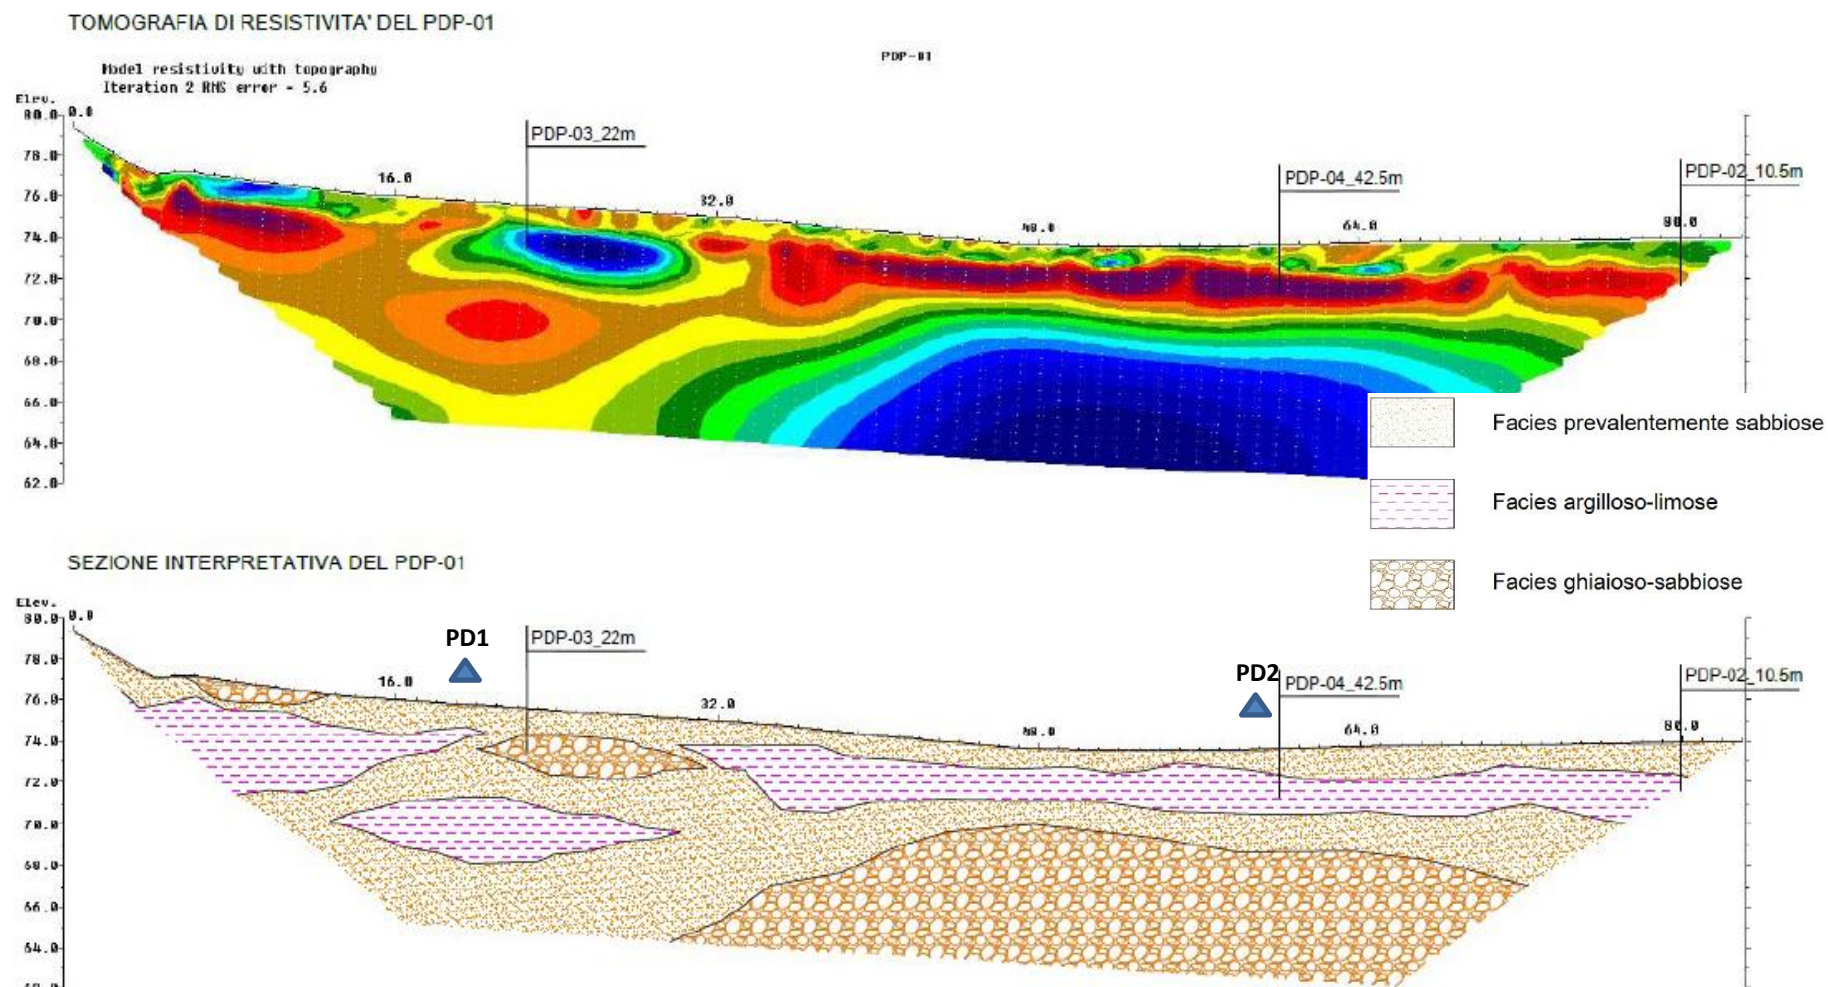 TOMOGRAFIA DI RESISTIVITA' DEL PDP-01
PDP-01
Model resistivity with topography
Iteration 2 RMS error = 5.6
Elev.
80.0 0.0
PDP-03_22m
78.0
PDP-04_42.5m
PDP-02_10.5m
16.0
76.0
32.0
64.0
80.0
48.0
74.0
72.0
70.0
68.0
66.0
Facies prevalentemente sabbiose
64.0
62.0
Facies argilloso-limose
SEZIONE INTERPRETATIVA DEL PDP-01
Facies ghiaioso-sabbiose
Elev.
80.0 0.0
PD1
PDP-03_22m
78.0
PD2
PDP-04_42.5m
PDP-02_10.5m
16.0
76.0
32.0
64.0
80.0
48.0
74.0
72.0
70.0
68.0
66.0
64.0